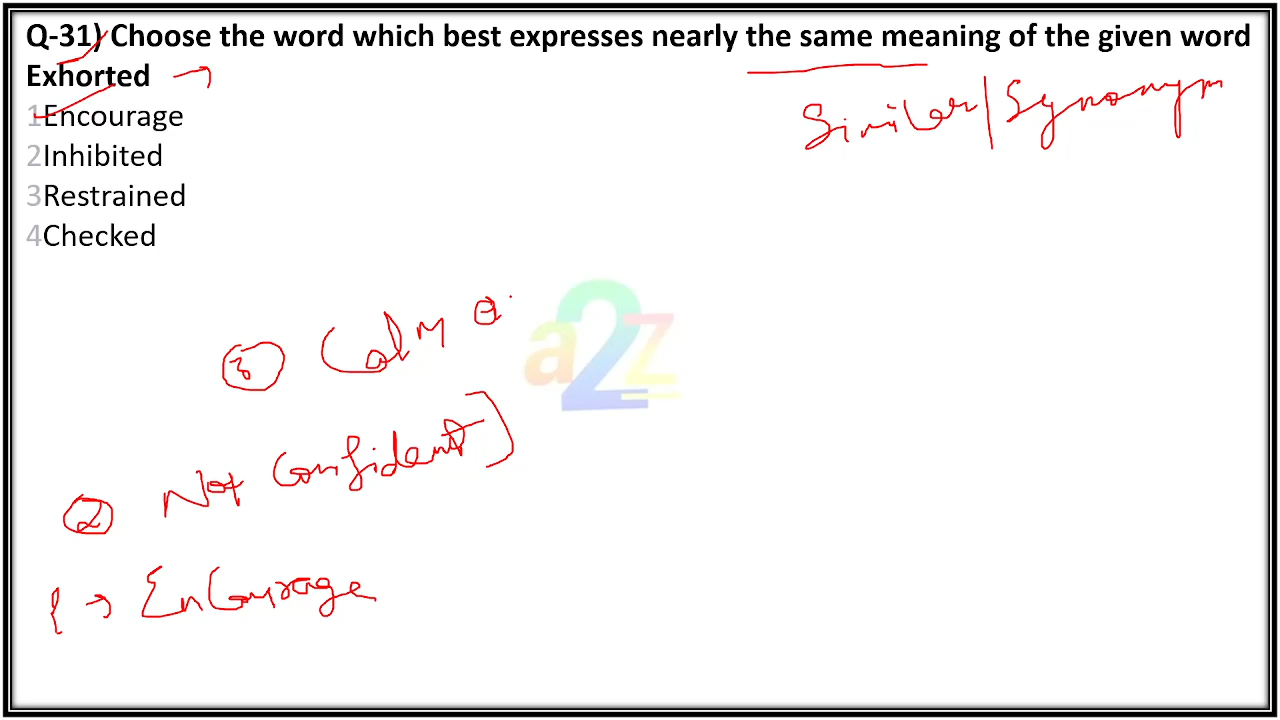 Q-31) Choose the word which best expresses nearly the same meaning of the given word
Exhorted →
1Encourage
2Inhibited
3Restrained
4Checked
Similar/Synonym
③ Calm
② Not Confident]
1 → Encourage
a2z